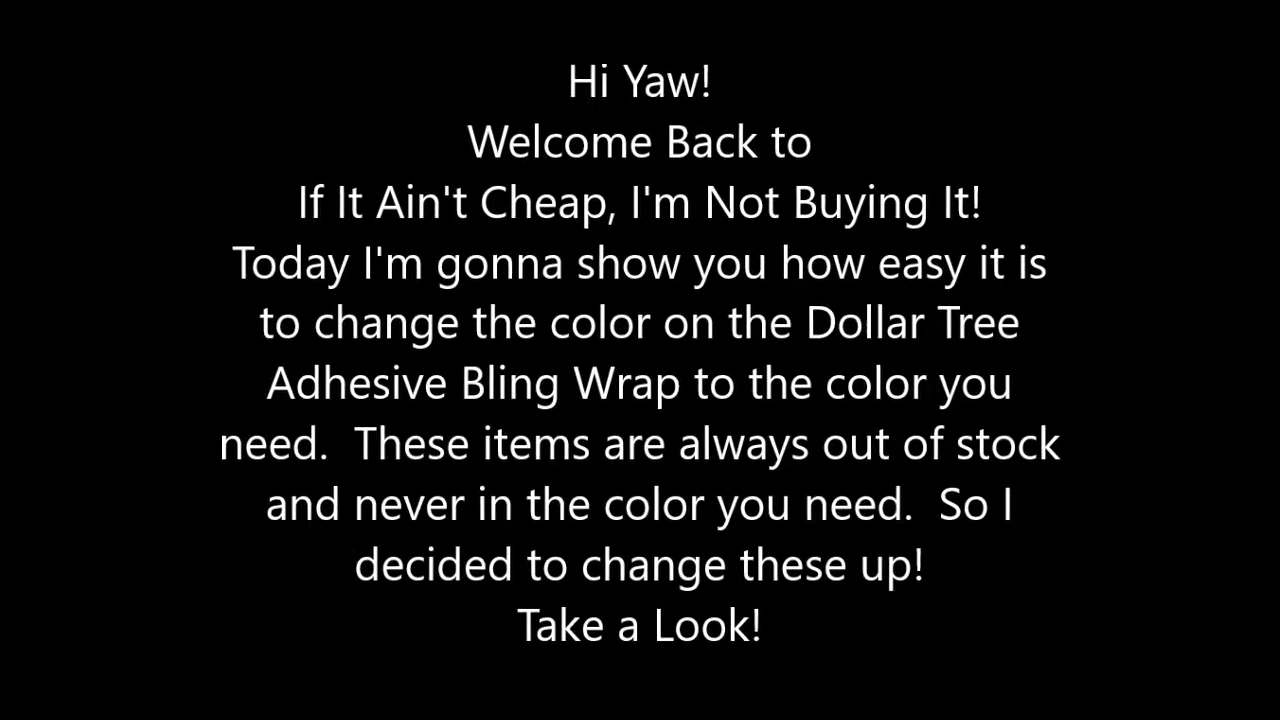 Hi Yaw!
Welcome Back to
If It Ain't Cheap, I'm Not Buying It!
Today I'm gonna show you how easy it is
to change the color on the Dollar Tree
Adhesive Bling Wrap to the color you
need.  These items are always out of stock
and never in the color you need.  So I
decided to change these up!
Take a Look!